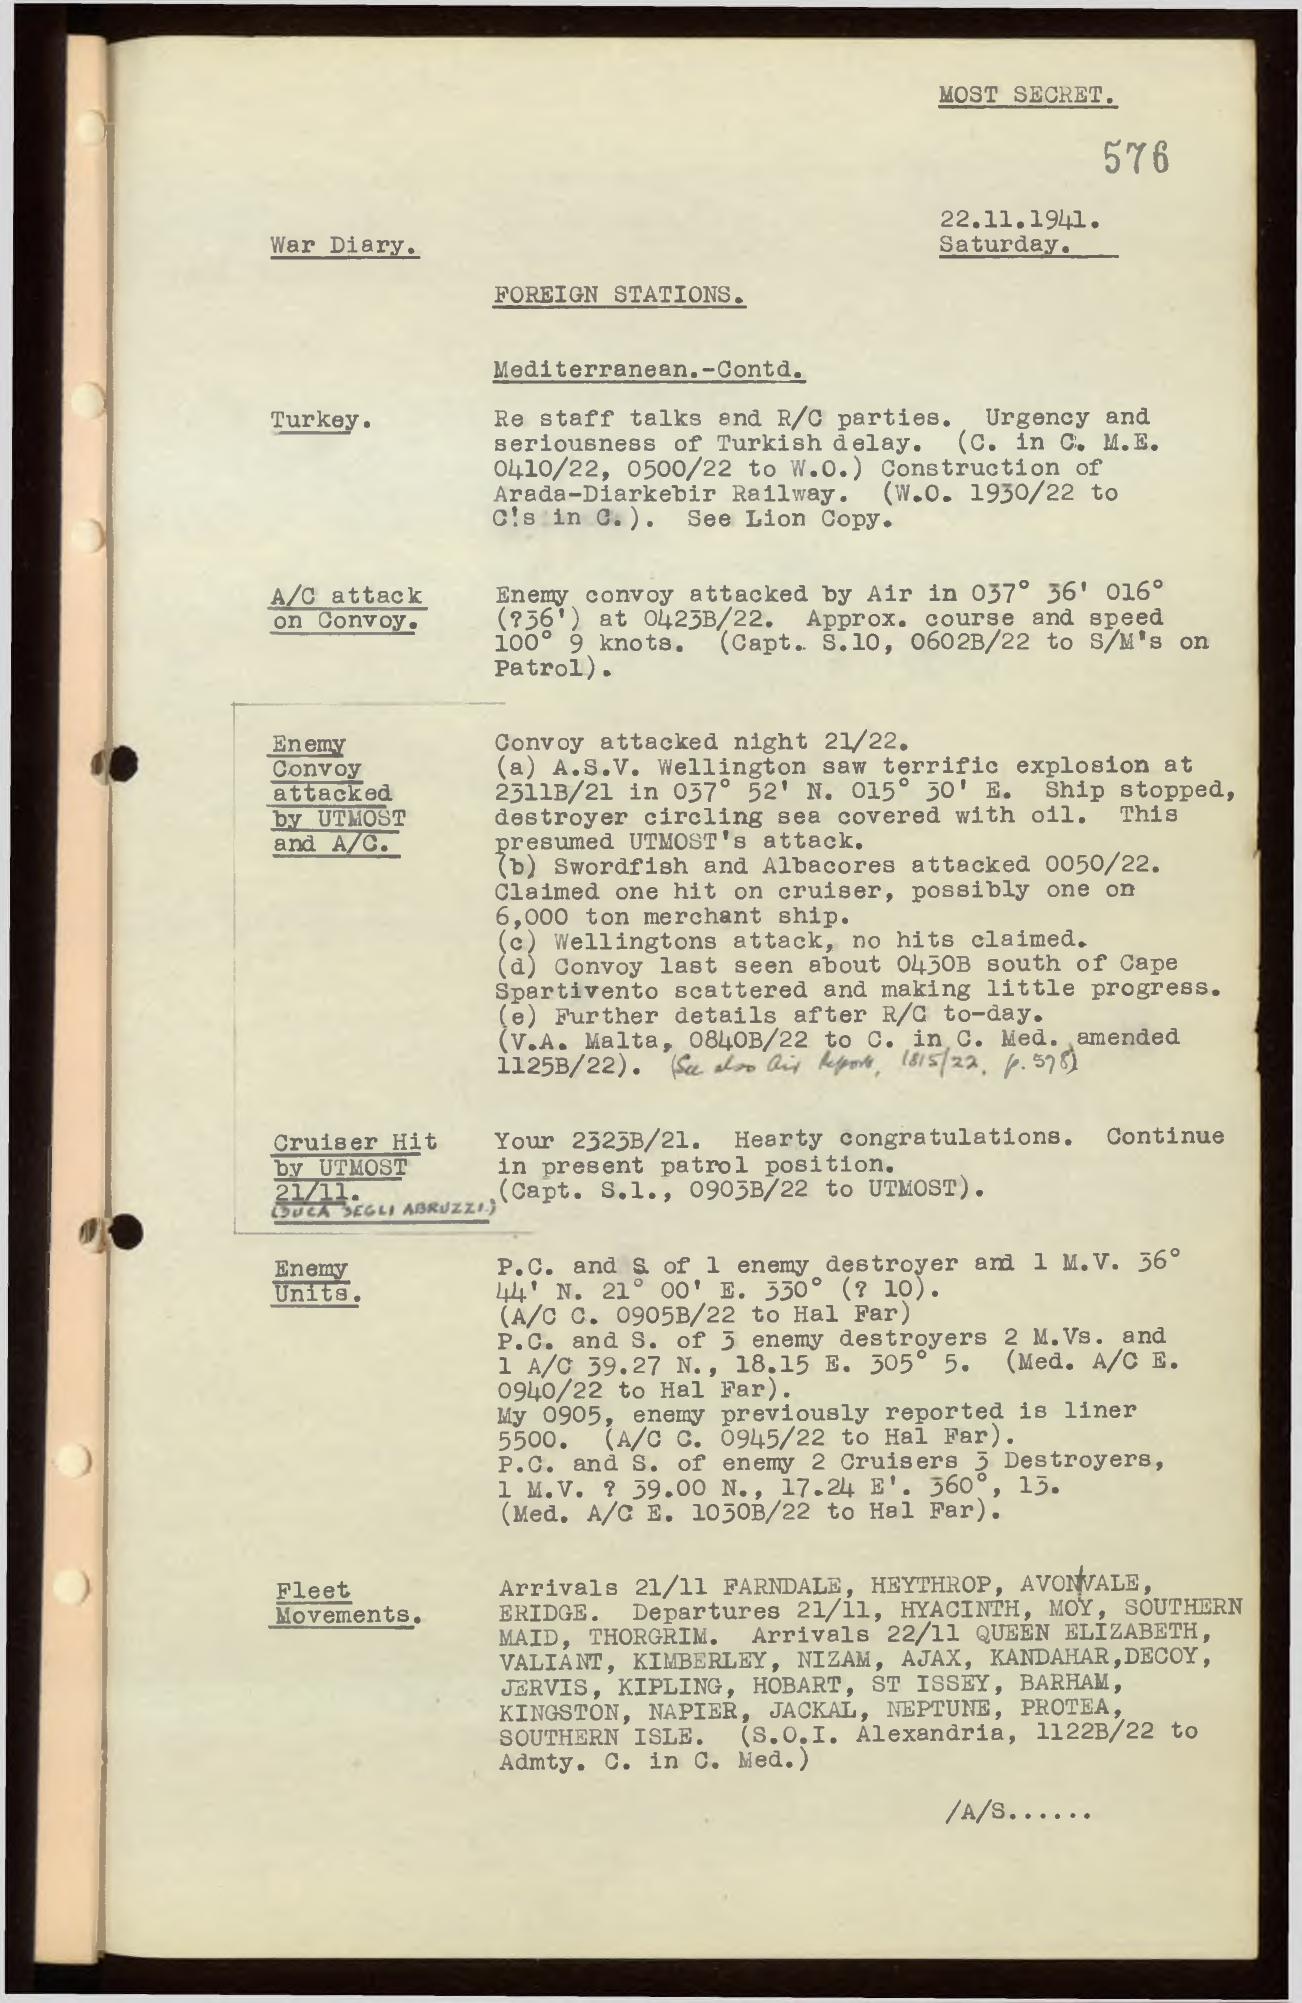 MOST SECRET.
576
22.11.1941.
War Diary.
Saturday.
FOREIGN STATIONS.
Mediterranean.-Contd.
Turkey.
Re staff talks and R/C parties. Urgency and
seriousness of Turkish delay. (C. in C. M.E.
0410/22, 0500/22 to W.O.) Construction of
Arada-Diarkebir Railway. (W.O. 1930/22 to
C's in C.). See Lion Copy.
A/C attack
on Convoy.
Enemy convoy attacked by Air in 037° 36' 016°
(?36') at 0423B/22. Approx. course and speed
100° 9 knots. (Capt. S.10, 0602B/22 to S/M's on
Patrol).
Enemy
Convoy
attacked
by UTMOST
and A/C.
Convoy attacked night 21/22.
(a) A.S.V. Wellington saw terrific explosion at
2311B/21 in 037° 52' N. 015° 30' E. Ship stopped,
destroyer circling sea covered with oil. This
presumed UTMOST's attack.
(b) Swordfish and Albacores attacked 0050/22.
Claimed one hit on cruiser, possibly one on
6,000 ton merchant ship.
(c) Wellingtons attack, no hits claimed.
(d) Convoy last seen about 0430B south of Cape
Spartivento scattered and making little progress.
(e) Further details after R/C to-day.
(V.A. Malta, 0840B/22 to C. in C. Med. amended
1125B/22). (See also Air Report, 1815/22, p. 578)
Cruiser Hit
by UTMOST
21/11.
(DUCA DEGLI ABRUZZI.)
Your 2323B/21. Hearty congratulations. Continue
in present patrol position.
(Capt. S.1., 0903B/22 to UTMOST).
Enemy
Units.
P.C. and S. of 1 enemy destroyer and 1 M.V. 36°
44' N. 21° 00' E. 330° (? 10).
(A/C C. 0905B/22 to Hal Far)
P.C. and S. of 3 enemy destroyers 2 M.Vs. and
1 A/C 39.27 N., 18.15 E. 305° 5. (Med. A/C E.
0940/22 to Hal Far).
My 0905, enemy previously reported is liner
5500. (A/C C. 0945/22 to Hal Far).
P.C. and S. of enemy 2 Cruisers 3 Destroyers,
1 M.V. ? 39.00 N., 17.24 E'. 360°, 13.
(Med. A/C E. 1030B/22 to Hal Far).
Fleet
Movements.
Arrivals 21/11 FARNDALE, HEYTHROP, AVONVALE,
ERIDGE. Departures 21/11, HYACINTH, MOY, SOUTHERN
MAID, THORGRIM. Arrivals 22/11 QUEEN ELIZABETH,
VALIANT, KIMBERLEY, NIZAM, AJAX, KANDAHAR,DECOY,
JERVIS, KIPLING, HOBART, ST ISSEY, BARHAM,
KINGSTON, NAPIER, JACKAL, NEPTUNE, PROTEA,
SOUTHERN ISLE. (S.O.I. Alexandria, 1122B/22 to
Admty. C. in C. Med.)
/A/S......